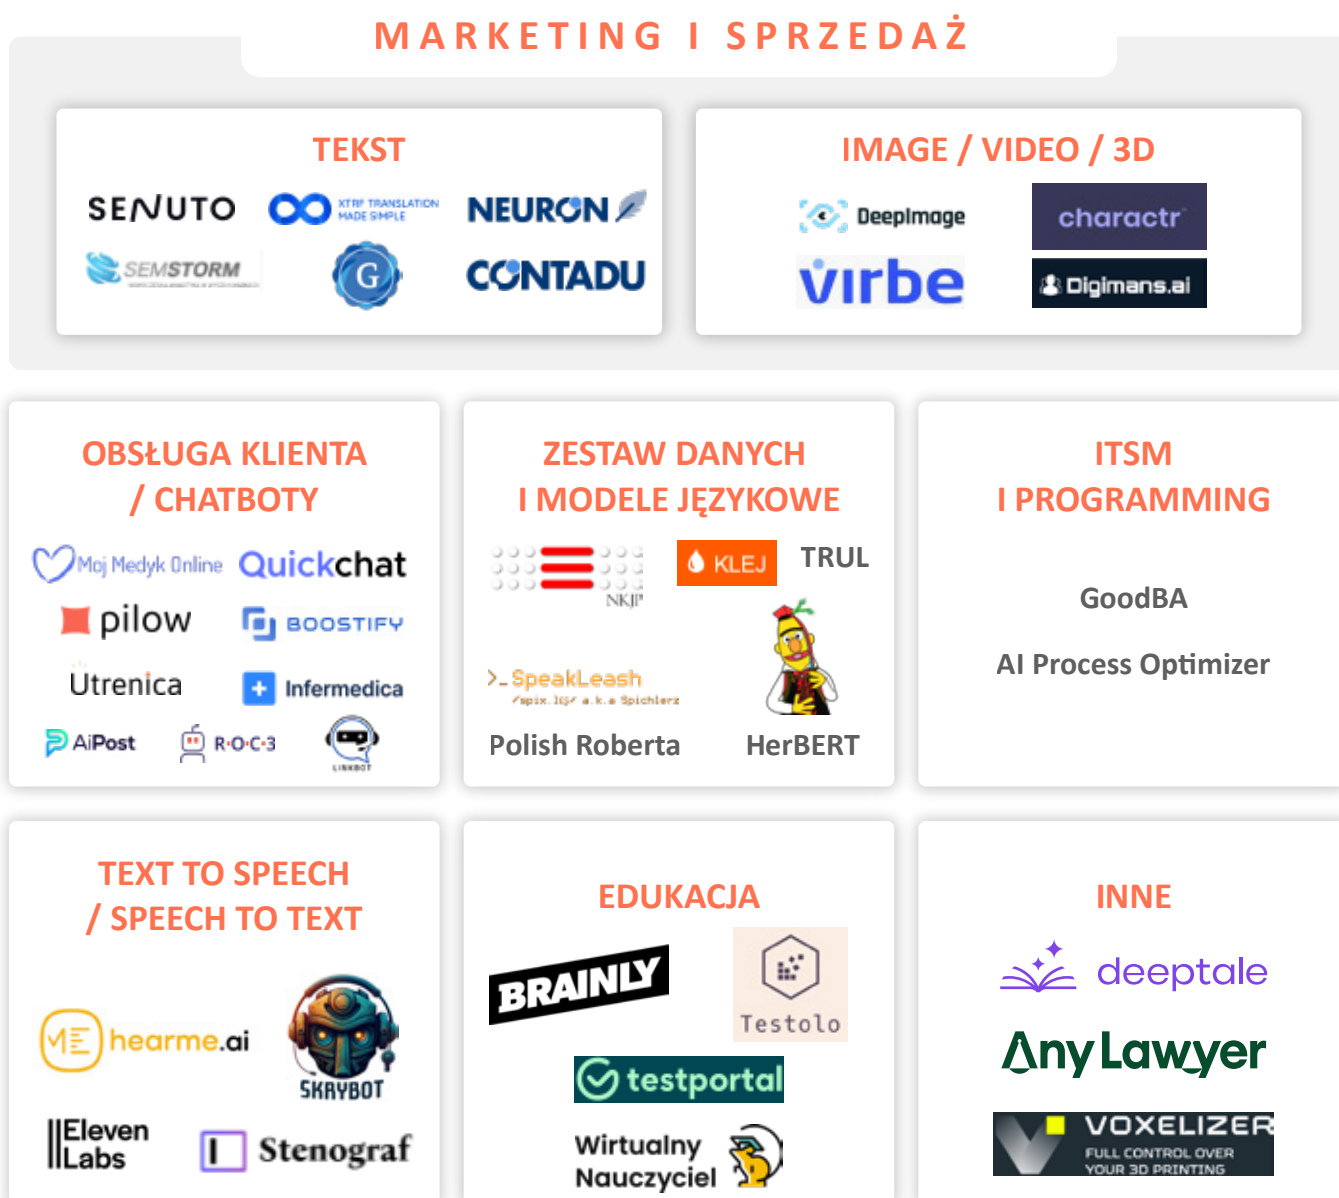 MARKETING I SPRZEDAŻ
TEKST
SENUTO
XTRF TRANSLATION
MADE SIMPLE
NEURON
SEMSTORM
G
CONTADU
IMAGE / VIDEO / 3D
DeepImage
charactr
virbe
Digimans.ai
OBSŁUGA KLIENTA
/ CHATBOTY
Moj Medyk Online
Quickchat
pilow
BOOSTIFY
Utrenica
Infermedica
AiPost
R·O·C·3
LINKBOT
ZESTAW DANYCH
I MODELE JĘZYKOWE
NKJP
KLEJ
TRUL
>_SpeakLeash
a.k.a Spichlerz
Polish Roberta
HerBERT
ITSM
I PROGRAMMING
GoodBA
AI Process Optimizer
TEXT TO SPEECH
/ SPEECH TO TEXT
hearme.ai
SKRYBOT
||Eleven
Labs
Stenograf
EDUKACJA
BRAINLY
Testolo
testportal
Wirtualny
Nauczyciel
INNE
deeptale
AnyLawyer
VOXELIZER
FULL CONTROL OVER
YOUR 3D PRINTING